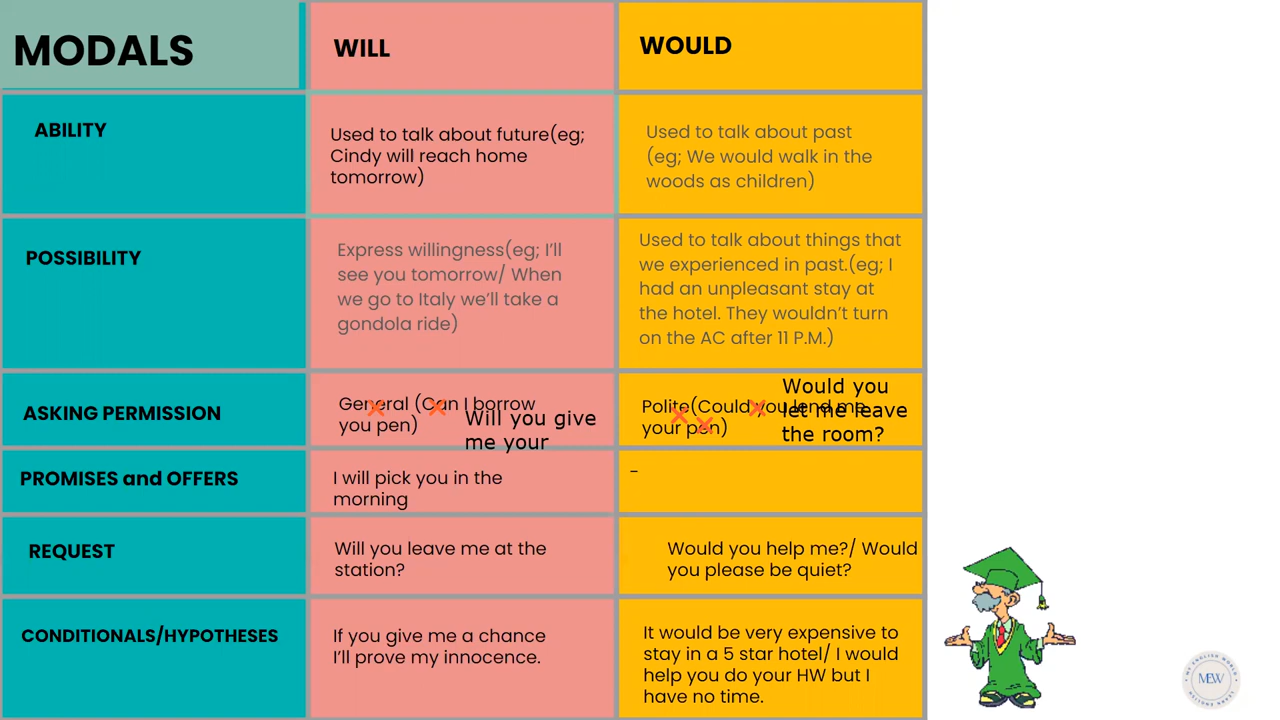 MODALS
WILL
WOULD
ABILITY
Used to talk about future(eg;
Cindy will reach home
tomorrow)
Used to talk about past
(eg; We would walk in the
woods as children)
POSSIBILITY
Express willingness(eg; I’ll
see you tomorrow/ When
we go to Italy we’ll take a
gondola ride)
Used to talk about things that
we experienced in past.(eg; I
had an unpleasant stay at
the hotel. They wouldn’t turn
on the AC after 11 P.M.)
ASKING PERMISSION
General (Can I borrow
you pen)
Will you give
me your
Polite(Could you lend me
your pen)
Would you
let me leave
the room?
PROMISES and OFFERS
I will pick you in the
morning
-
REQUEST
Will you leave me at the
station?
Would you help me?/ Would
you please be quiet?
CONDITIONALS/HYPOTHESES
If you give me a chance
I’ll prove my innocence.
It would be very expensive to
stay in a 5 star hotel/ I would
help you do your HW but I
have no time.
MEW